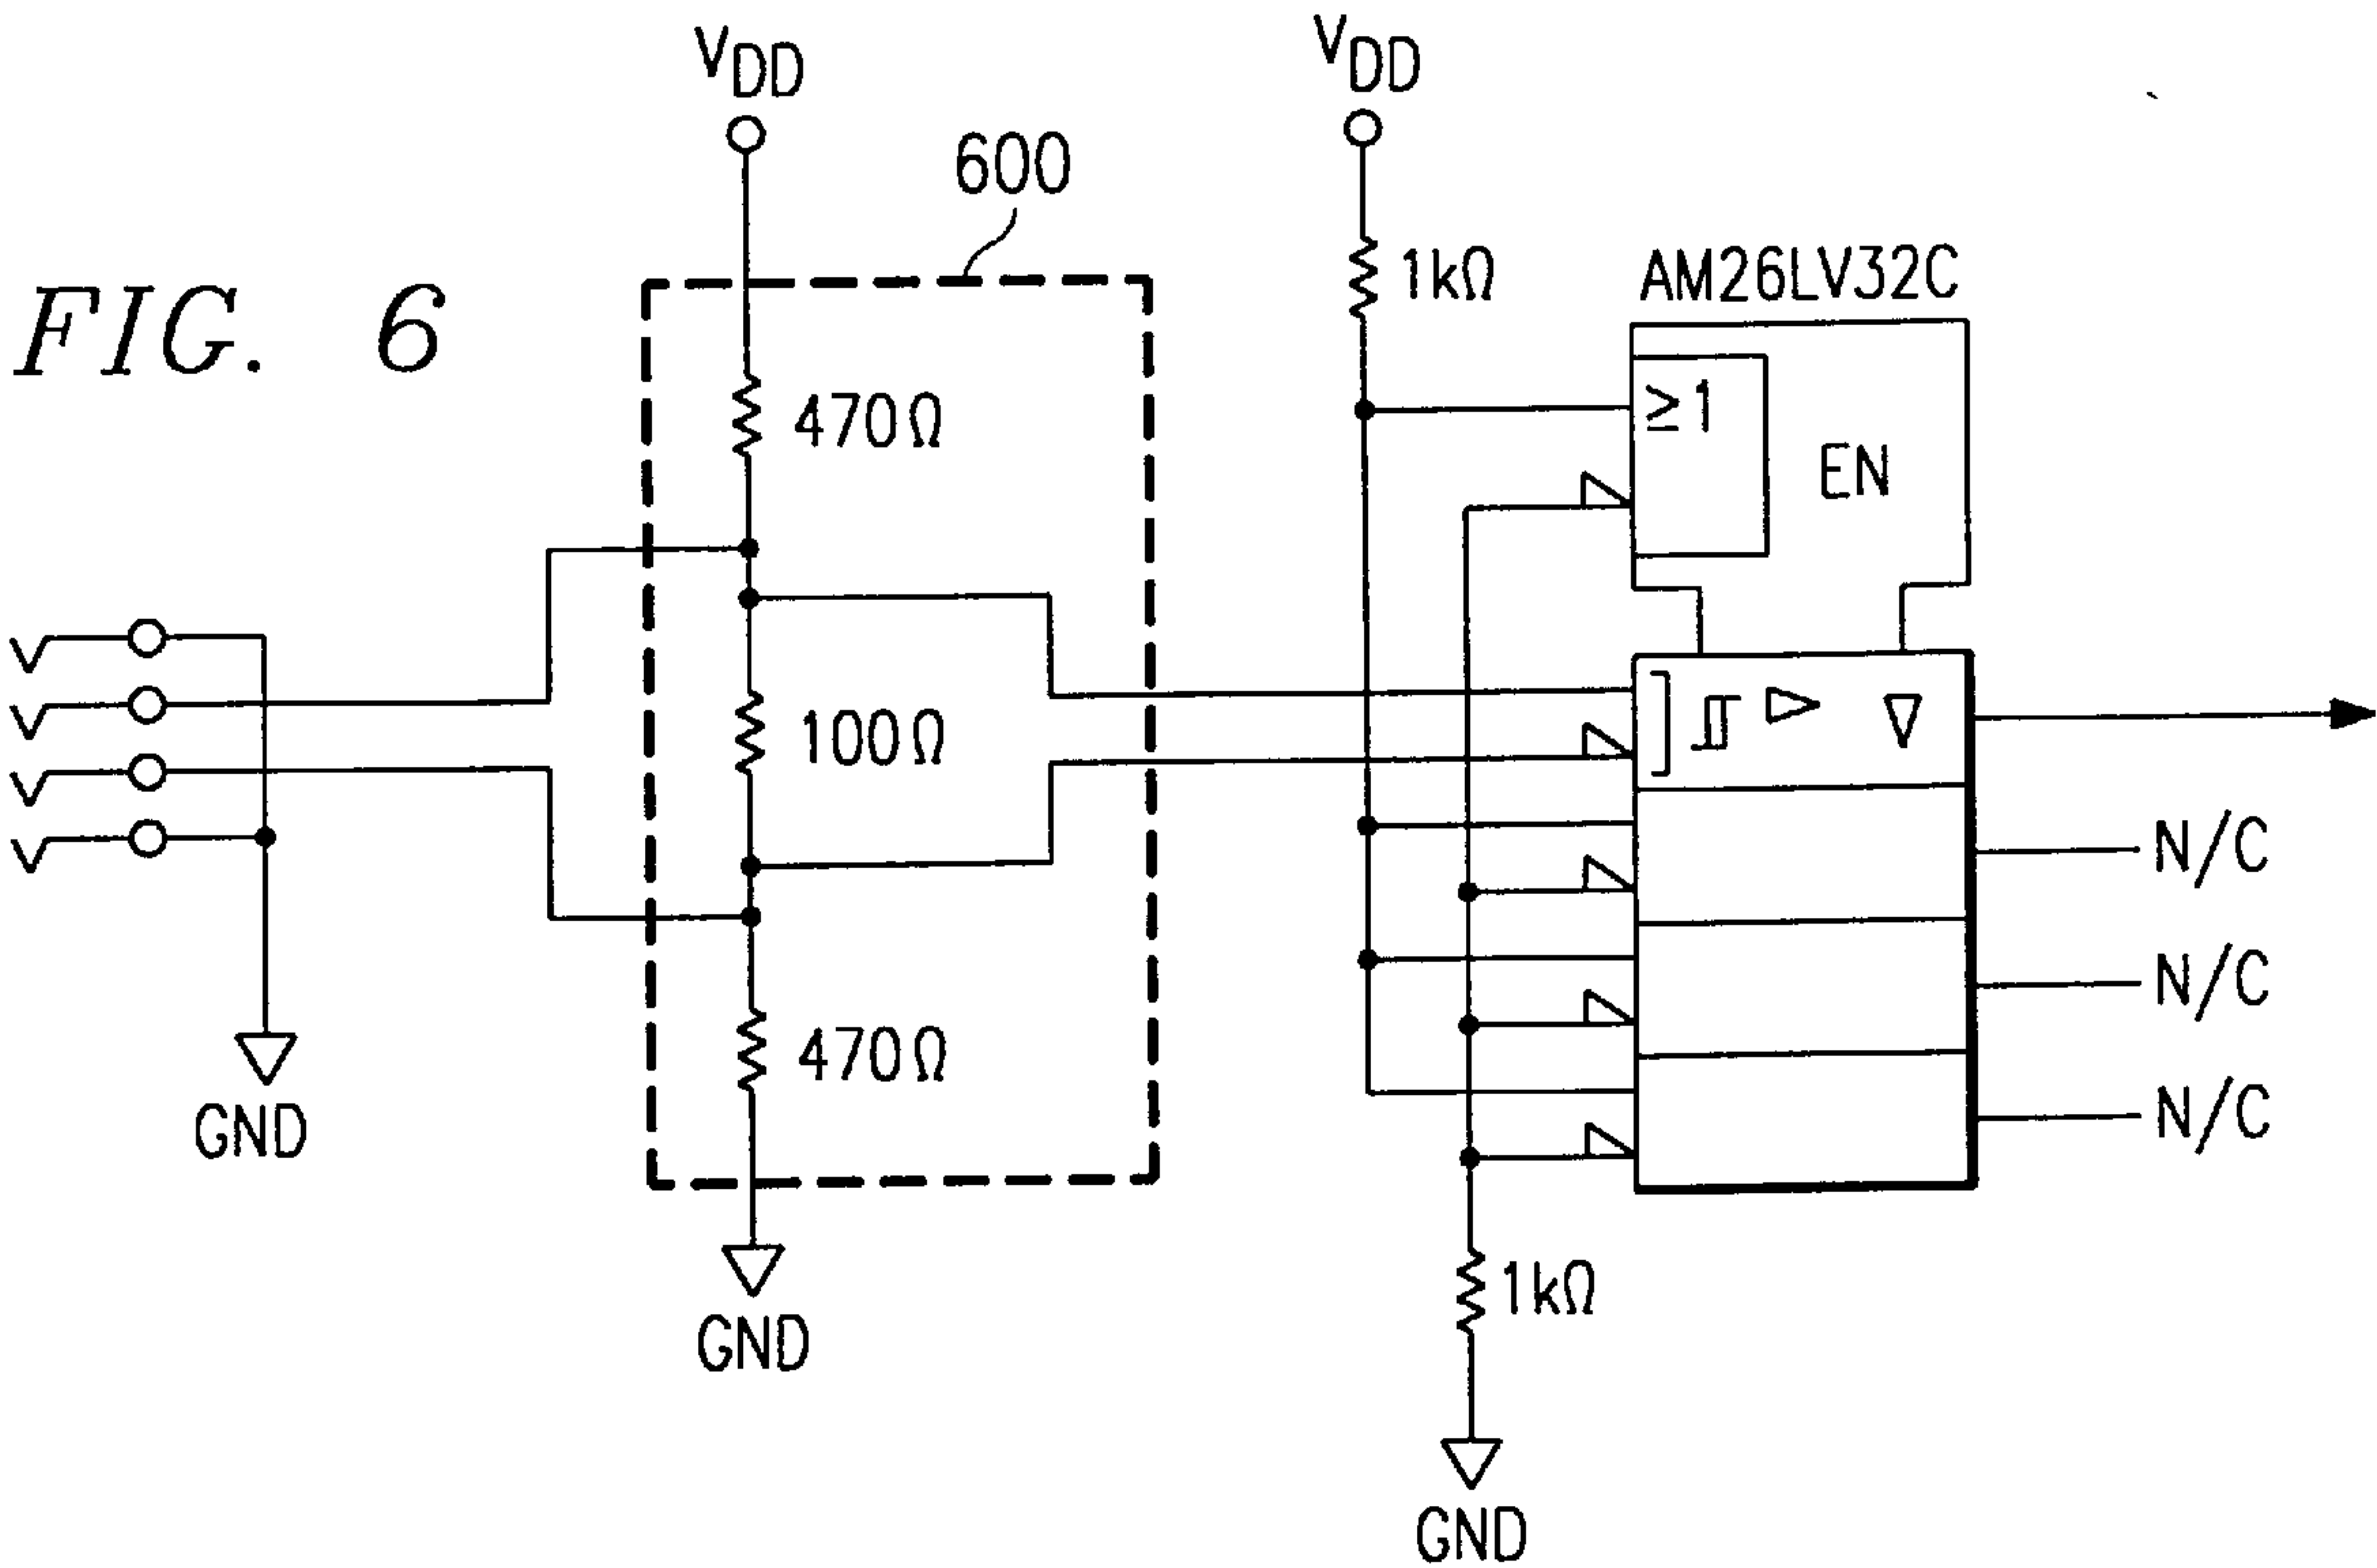 FIG. 6
V_DD
600
470Ω
100Ω
470Ω
GND
GND
V_DD
1kΩ
AM26LV32C
≥1
EN
N/C
N/C
N/C
1kΩ
GND